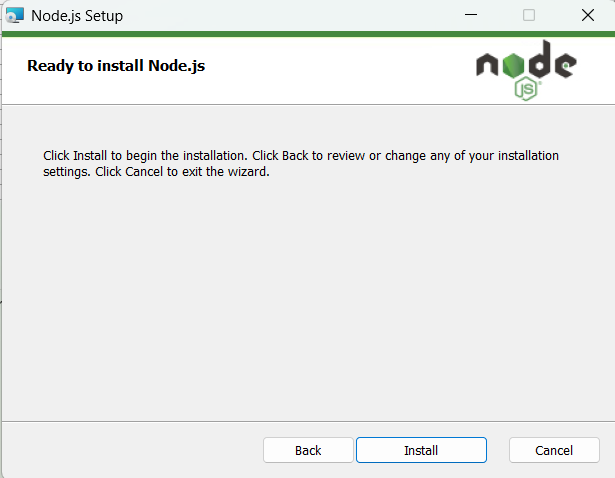 Node.js Setup
Ready to install Node.js
node
JS
Click Install to begin the installation. Click Back to review or change any of your installation
settings. Click Cancel to exit the wizard.
Back
Install
Cancel